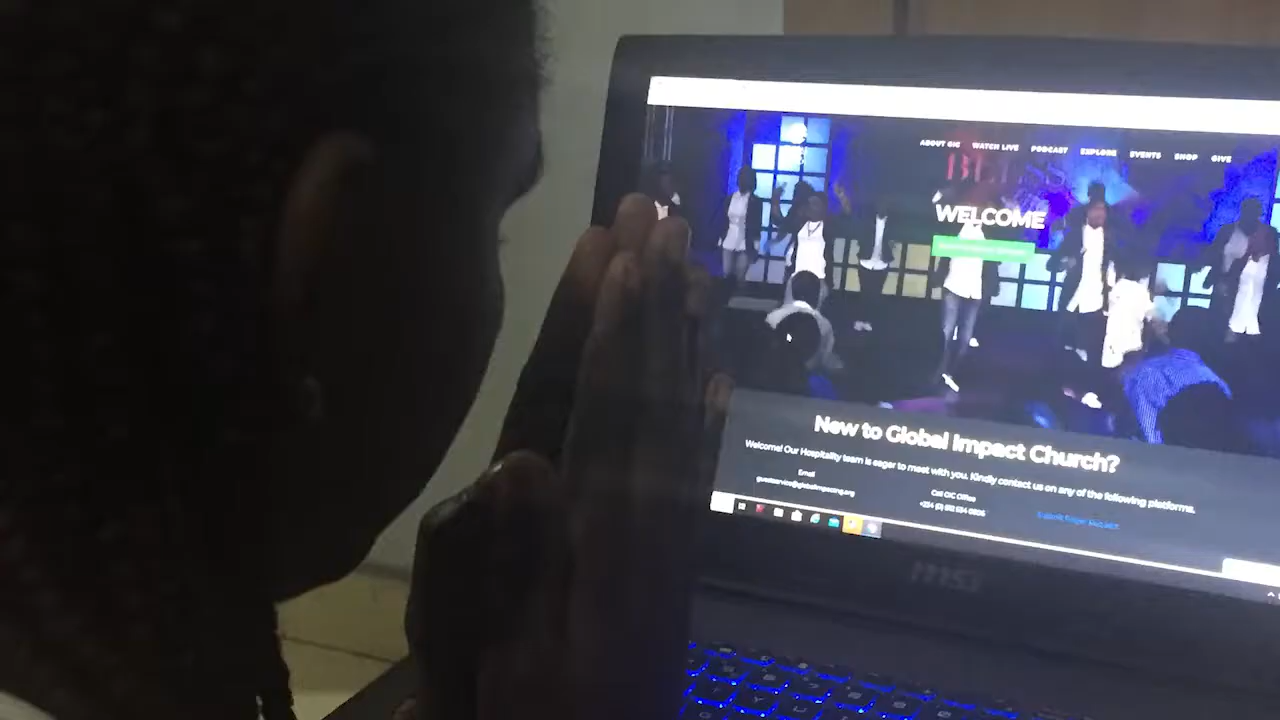 ABOUT GIC WATCH LIVE PODCAST EXPLORE EVENTS SHOP GIVE
BLESS
WELCOME
New to Global Impact Church?
Welcome! Our Hospitality team is eager to meet with you. Kindly contact us on any of the following platforms.
Email
Call GIC Office
msi